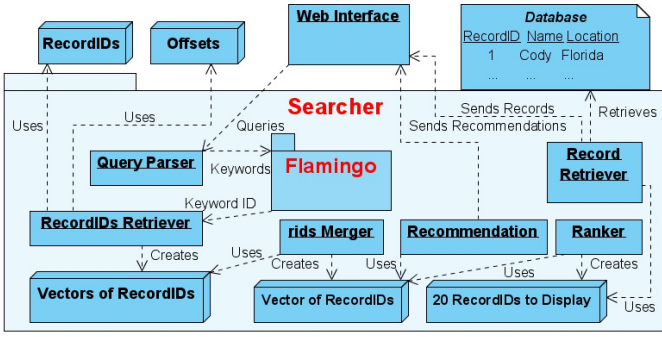 Database
RecordID Name Location
1 Cody Florida
... ... ...
RecordIDs
Offsets
Web Interface
Sends Records
Retrieves
Uses
Uses
Searcher
Sends Recommendations
Queries
Query Parser
Keywords
Flamingo
Record
Retriever
Keyword ID
RecordIDs Retriever
rids Merger
Recommendation
Ranker
Creates
Uses
Creates
Uses
Uses
Creates
Uses
Vectors of RecordIDs
Vector of RecordIDs
20 RecordIDs to Display